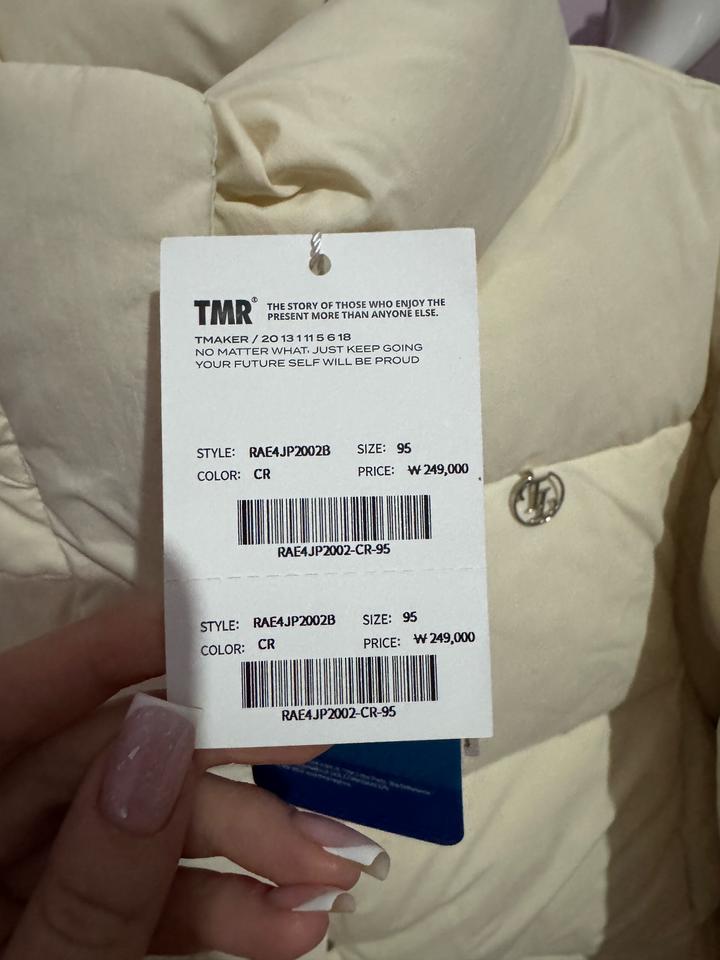 TMR® THE STORY OF THOSE WHO ENJOY THE
PRESENT MORE THAN ANYONE ELSE.
TMAKER / 20 13 1 11 5 6 18
NO MATTER WHAT, JUST KEEP GOING
YOUR FUTURE SELF WILL BE PROUD
STYLE: RAE4JP2002B SIZE: 95
COLOR: CR PRICE: ₩ 249,000
RAE4JP2002-CR-95
STYLE: RAE4JP2002B SIZE: 95
COLOR: CR PRICE: ₩ 249,000
RAE4JP2002-CR-95